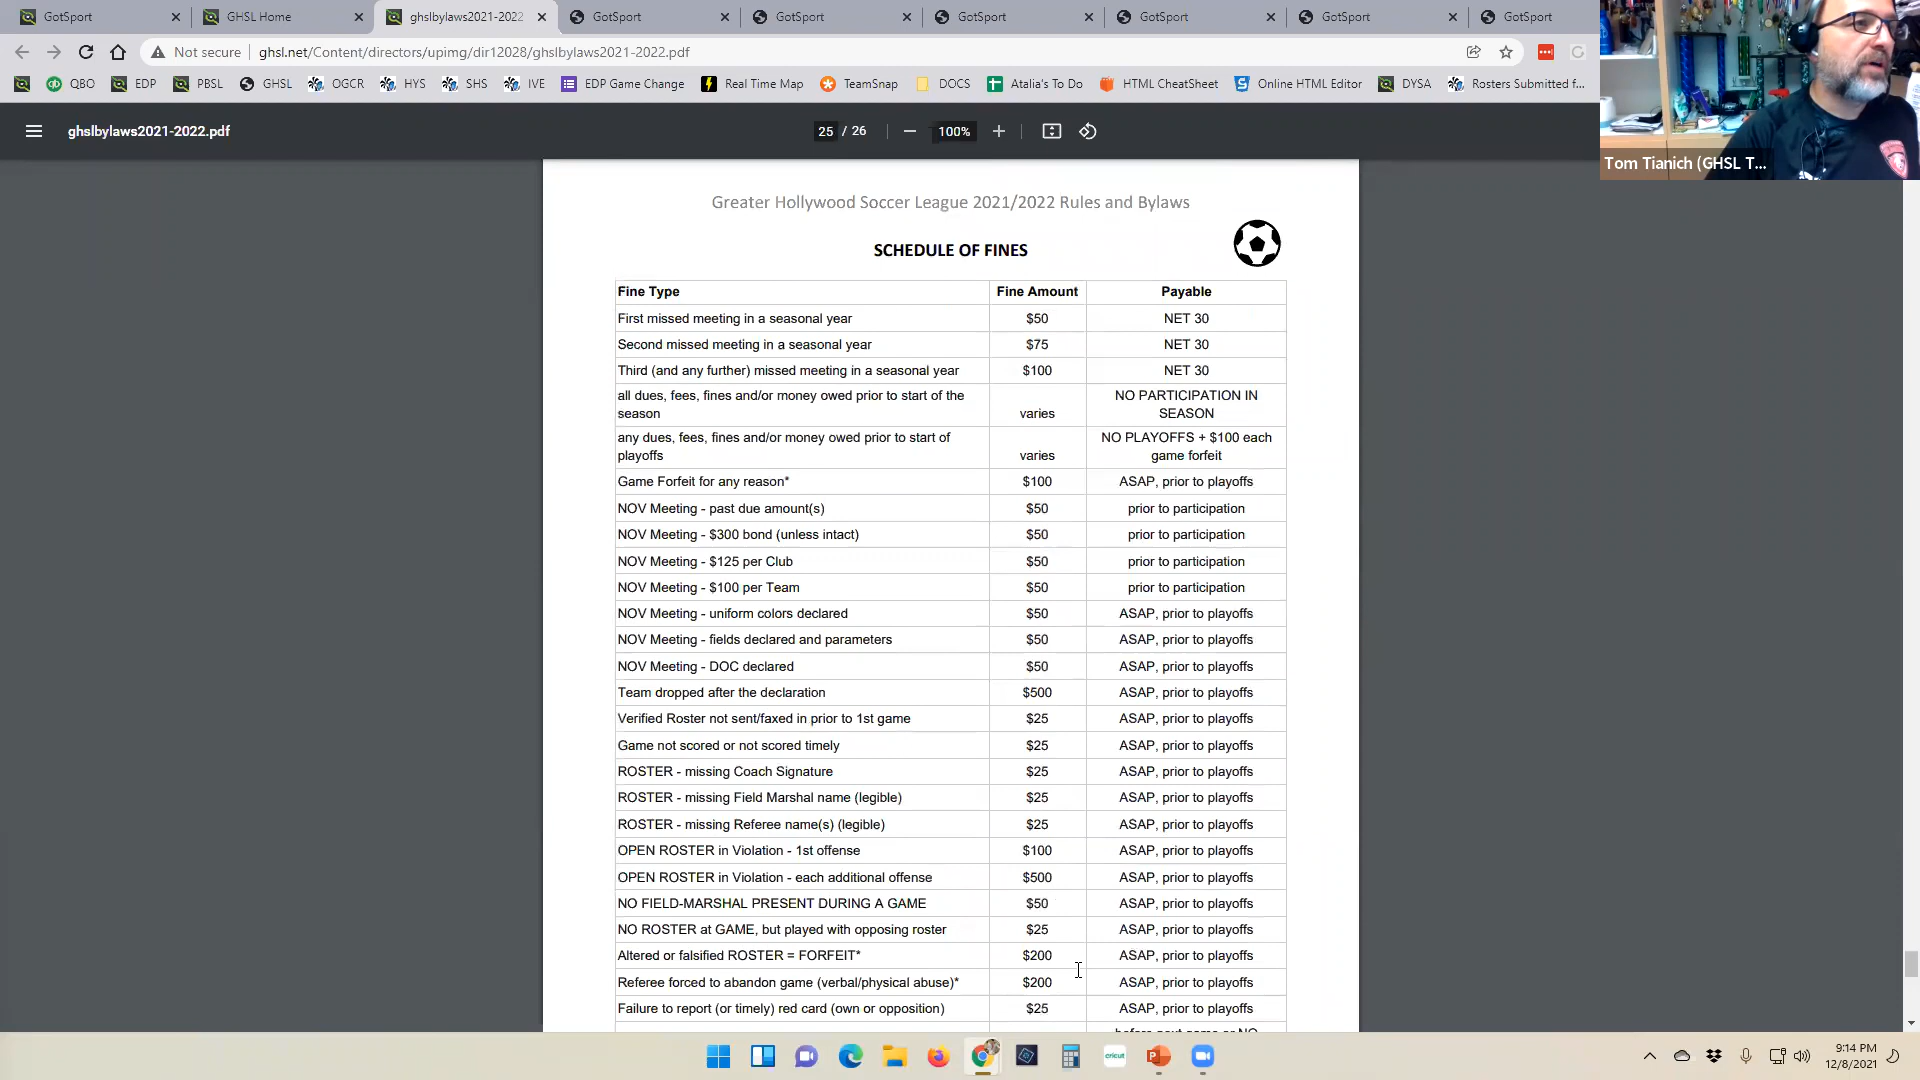 GotSport
GHSL Home
ghslbylaws2021-2022
GotSport
GotSport
GotSport
GotSport
GotSport
GotSport
Not secure ghsl.net/Content/directors/upimg/dir12028/ghslbylaws2021-2022.pdf
QBO EDP PBSL GHSL OGCR HYS SHS IVE EDP Game Change Real Time Map TeamSnap DOCS Atalia's To Do HTML CheatSheet Online HTML Editor DYSA Rosters Submitted f...
ghslbylaws2021-2022.pdf 25 / 26 100%
Tom Tianich (GHSL T...
Greater Hollywood Soccer League 2021/2022 Rules and Bylaws
SCHEDULE OF FINES
Fine Type Fine Amount Payable
First missed meeting in a seasonal year $50 NET 30
Second missed meeting in a seasonal year $75 NET 30
Third (and any further) missed meeting in a seasonal year $100 NET 30
all dues, fees, fines and/or money owed prior to start of the season varies NO PARTICIPATION IN SEASON
any dues, fees, fines and/or money owed prior to start of playoffs varies NO PLAYOFFS + $100 each game forfeit
Game Forfeit for any reason* $100 ASAP, prior to playoffs
NOV Meeting - past due amount(s) $50 prior to participation
NOV Meeting - $300 bond (unless intact) $50 prior to participation
NOV Meeting - $125 per Club $50 prior to participation
NOV Meeting - $100 per Team $50 prior to participation
NOV Meeting - uniform colors declared $50 ASAP, prior to playoffs
NOV Meeting - fields declared and parameters $50 ASAP, prior to playoffs
NOV Meeting - DOC declared $50 ASAP, prior to playoffs
Team dropped after the declaration $500 ASAP, prior to playoffs
Verified Roster not sent/faxed in prior to 1st game $25 ASAP, prior to playoffs
Game not scored or not scored timely $25 ASAP, prior to playoffs
ROSTER - missing Coach Signature $25 ASAP, prior to playoffs
ROSTER - missing Field Marshal name (legible) $25 ASAP, prior to playoffs
ROSTER - missing Referee name(s) (legible) $25 ASAP, prior to playoffs
OPEN ROSTER in Violation - 1st offense $100 ASAP, prior to playoffs
OPEN ROSTER in Violation - each additional offense $500 ASAP, prior to playoffs
NO FIELD-MARSHAL PRESENT DURING A GAME $50 ASAP, prior to playoffs
NO ROSTER at GAME, but played with opposing roster $25 ASAP, prior to playoffs
Altered or falsified ROSTER = FORFEIT* $200 ASAP, prior to playoffs
Referee forced to abandon game (verbal/physical abuse)* $200 ASAP, prior to playoffs
Failure to report (or timely) red card (own or opposition) $25 ASAP, prior to playoffs
cricut
9:14 PM
12/8/2021